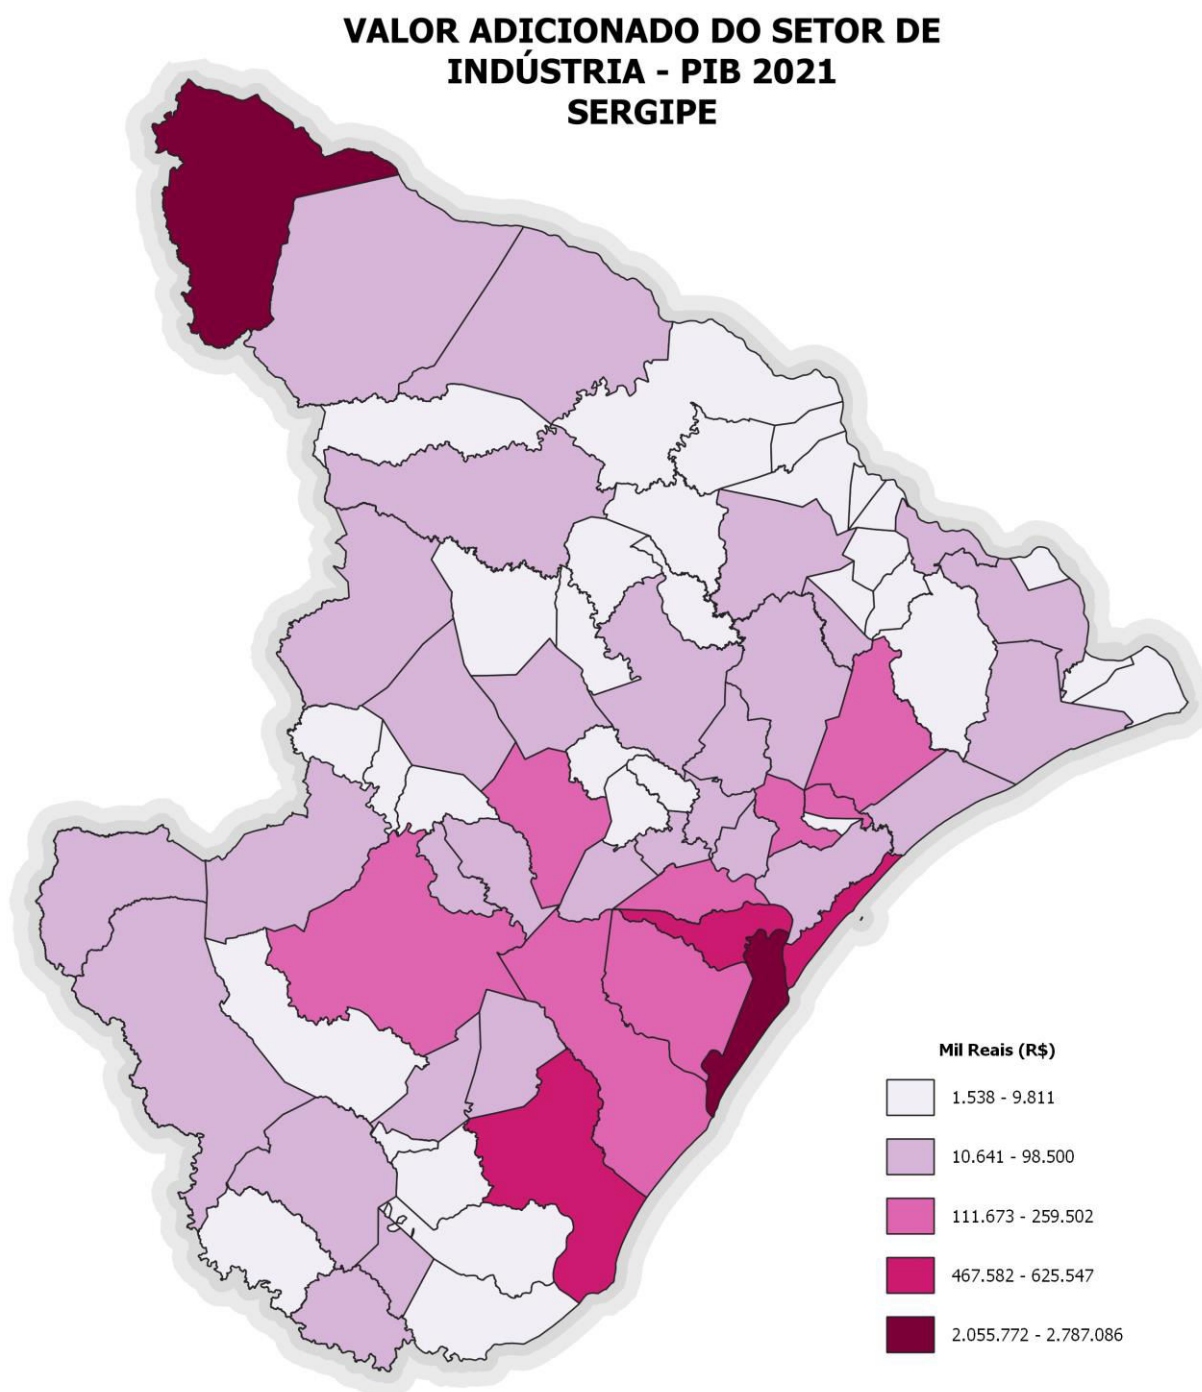 VALOR ADICIONADO DO SETOR DE
INDÚSTRIA - PIB 2021
SERGIPE
Mil Reais (R$)
1.538 - 9.811
10.641 - 98.500
111.673 - 259.502
467.582 - 625.547
2.055.772 - 2.787.086